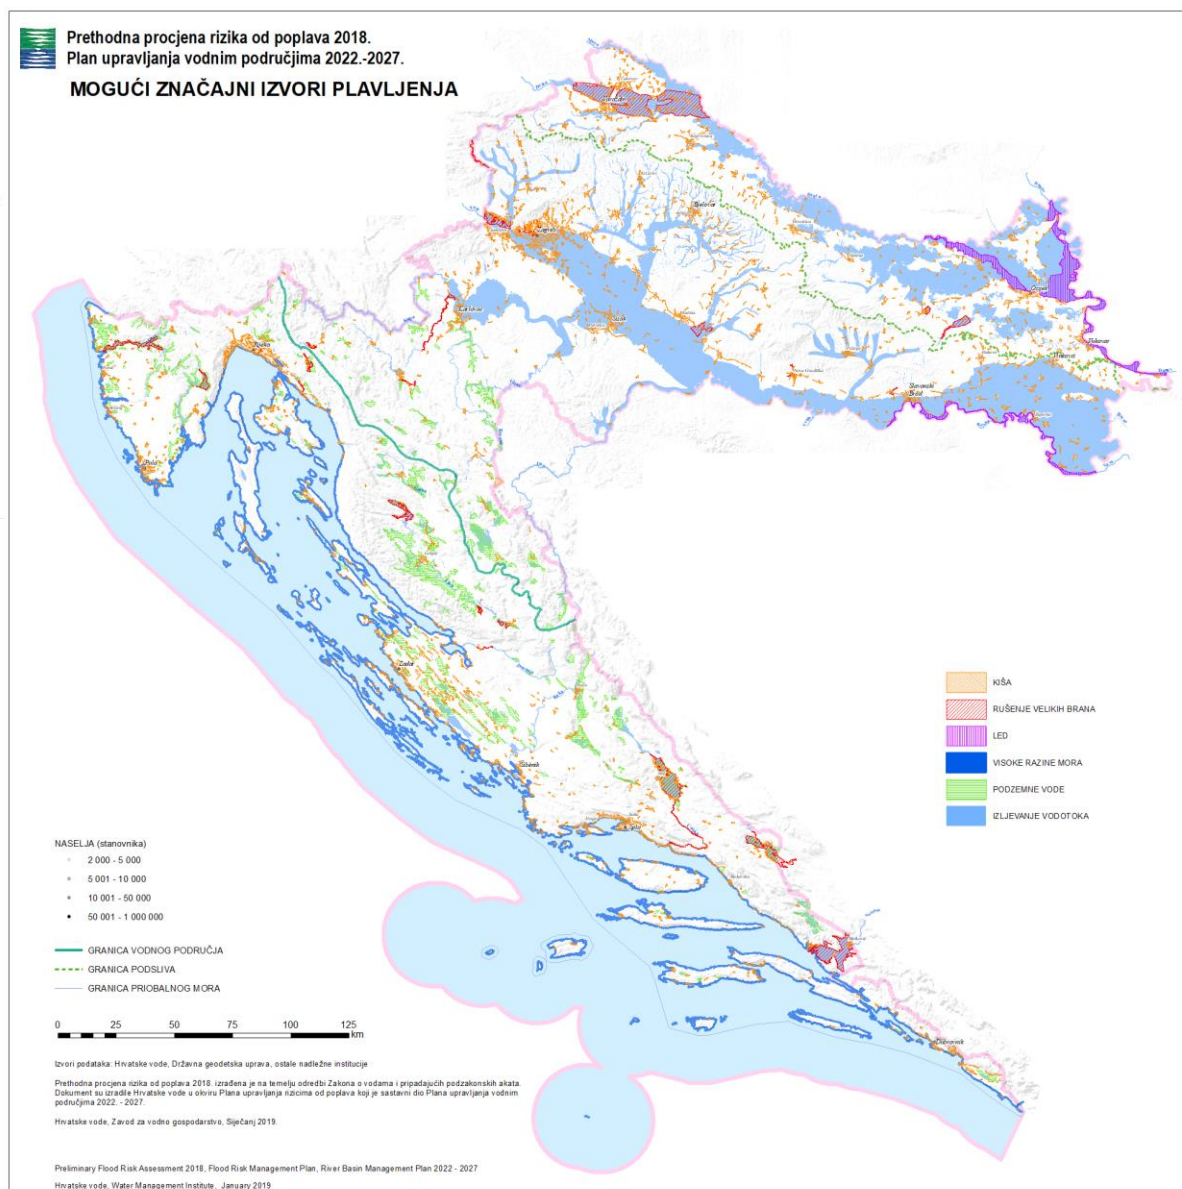 Prethodna procjena rizika od poplava 2018.
Plan upravljanja vodnim područjima 2022.-2027.
MOGUĆI ZNAČAJNI IZVORI PLAVLJENJA
Zagreb
Bjelovar
Karlovac
Sisak
Rijeka
Osijek
Vukovar
Vinkovci
Slavonski
Brod
Pula
Zadar
Šibenik
Split
Dubrovnik
KIŠA
RUŠENJE VELIKIH BRANA
LED
VISOKE RAZINE MORA
PODZEMNE VODE
IZLJEVANJE VODOTOKA
NASELJA (stanovnika)
2 000 - 5 000
5 001 - 10 000
10 001 - 50 000
50 001 - 1 000 000
GRANICA VODNOG PODRUČJA
GRANICA PODSLIVA
GRANICA PRIOBALNOG MORA
0 25 50 75 100 125
km
Izvori podataka: Hrvatske vode, Državna geodetska uprava, ostale nadležne institucije
Prethodna procjena rizika od poplava 2018. izrađena je na temelju odredbi Zakona o vodama i pripadajućih podzakonskih akata.
Dokument su izradile Hrvatske vode u okviru Plana upravljanja rizicima od poplava koji je sastavni dio Plana upravljanja vodnim
područjima 2022. - 2027.
Hrvatske vode, Zavod za vodno gospodarstvo, Siječanj 2019.
Preliminary Flood Risk Assessment 2018, Flood Risk Management Plan, River Basin Management Plan 2022 - 2027
Hrvatske vode, Water Management Institute, January 2019